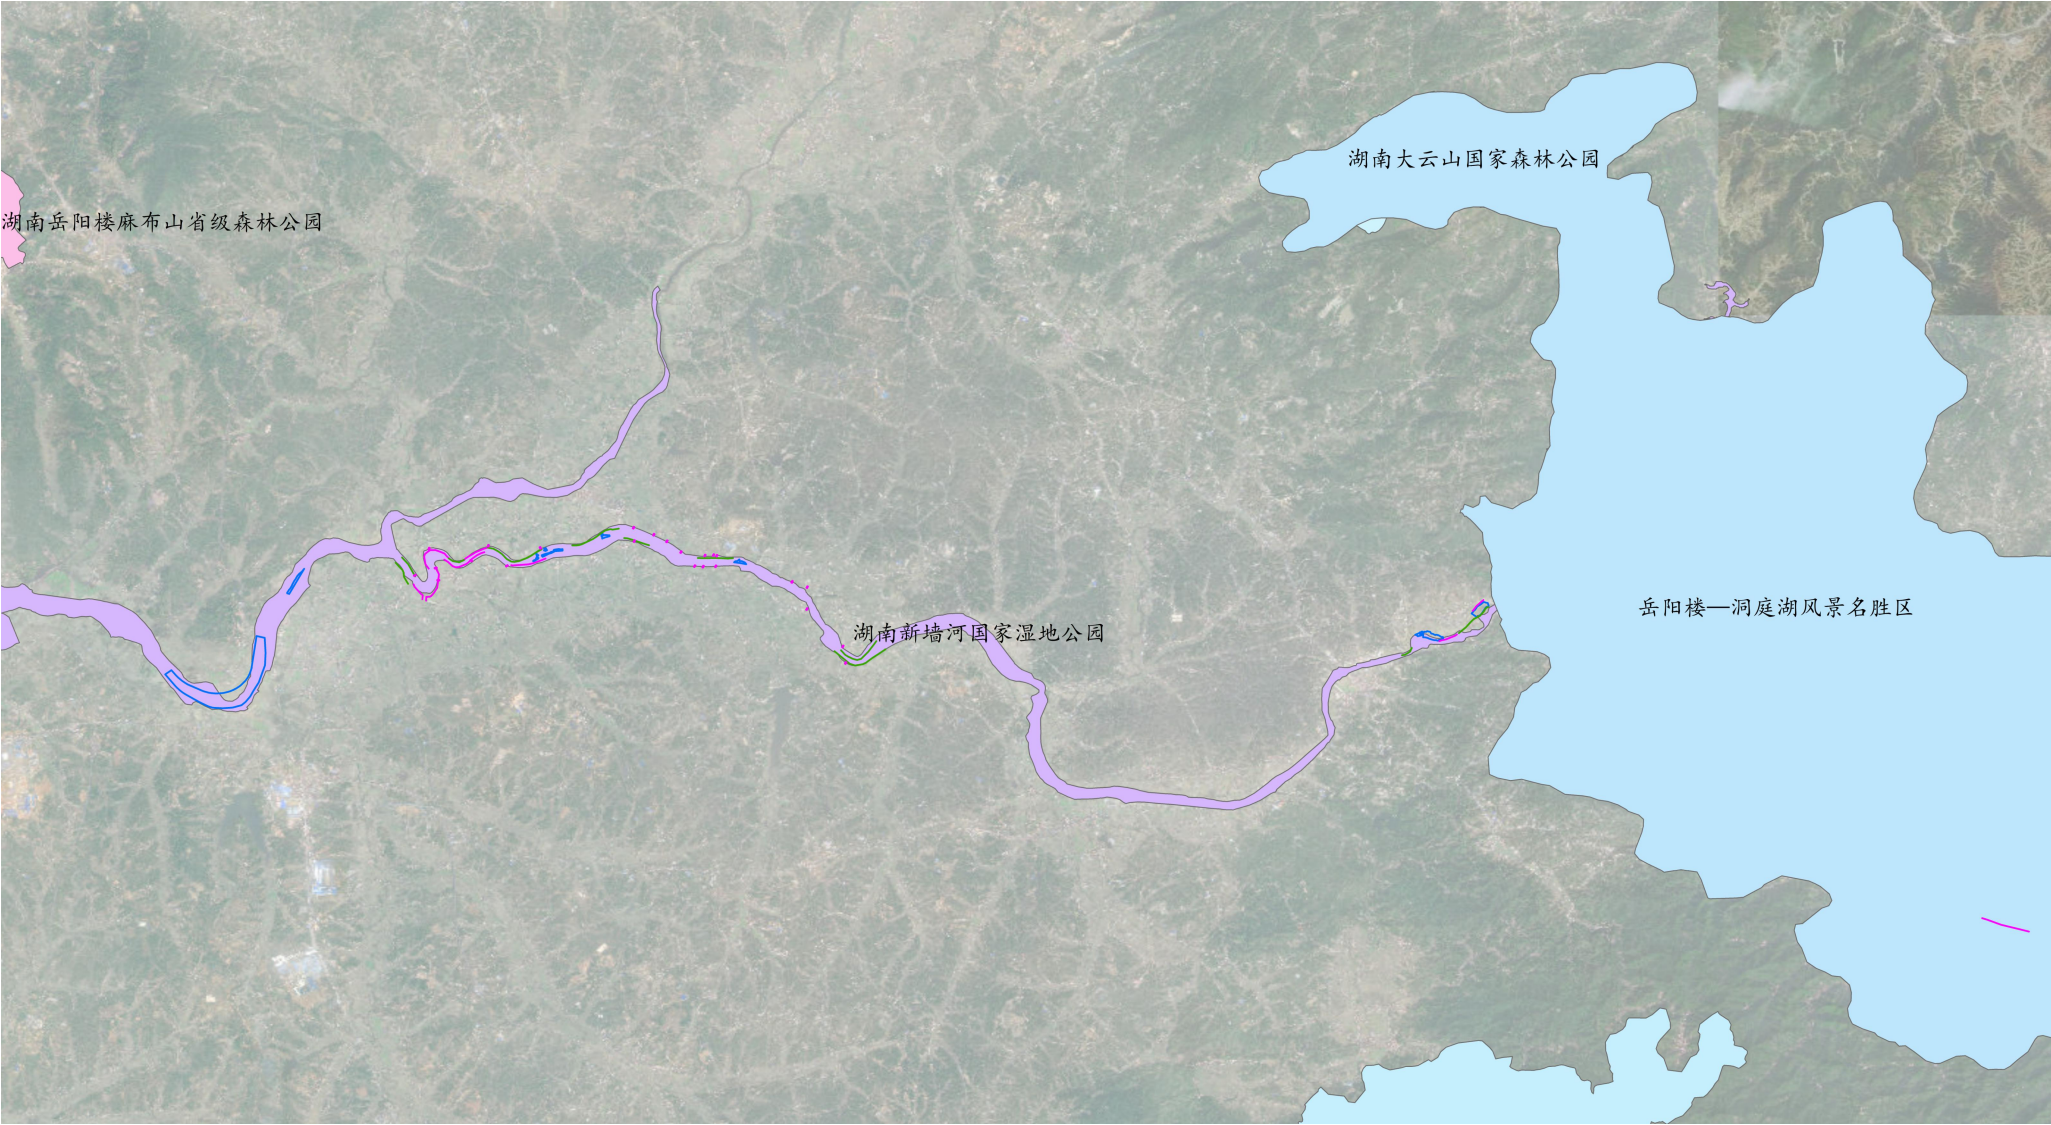 湖南大云山国家森林公园
湖南岳阳楼麻布山省级森林公园
岳阳楼—洞庭湖风景名胜区
湖南新墙河国家湿地公园